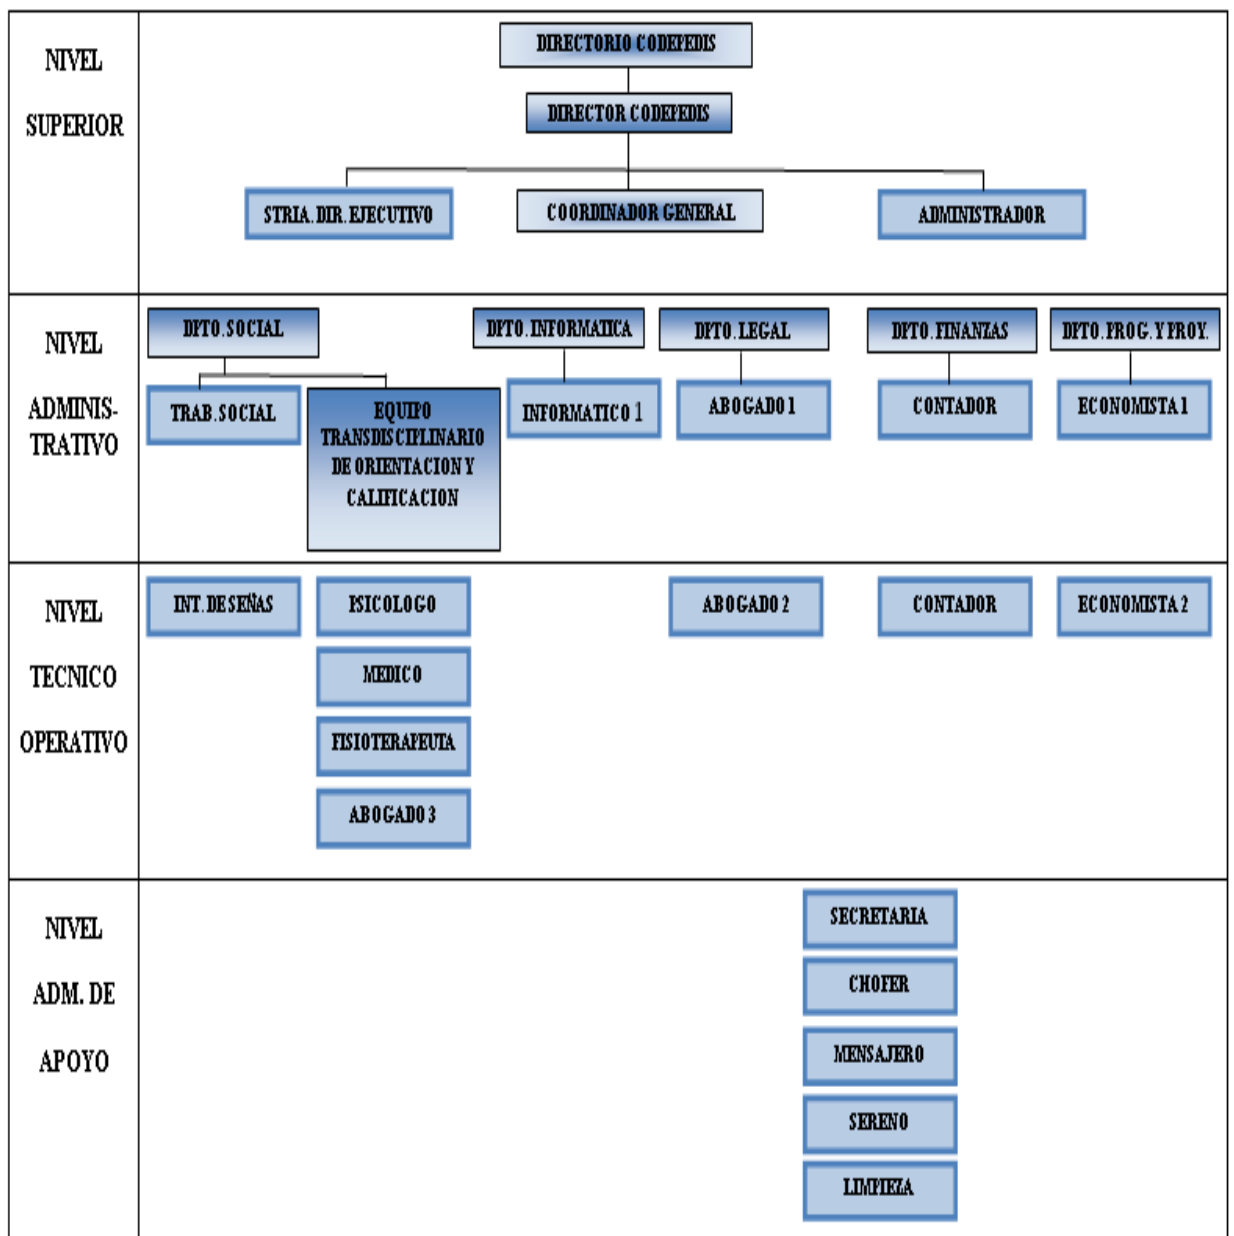 NIVEL
SUPERIOR
DIRECTORIO CODEPEDIS
DIRECTOR CODEPEDIS
STRIA. DIR. EJECUTIVO
COORDINADOR GENERAL
ADMINISTRADOR
NIVEL
ADMINIS-
TRATIVO
DPTO. SOCIAL
DPTO. INFORMATICA
DPTO. LEGAL
DPTO. FINANZAS
DPTO. PROG. Y PROY.
TRAB. SOCIAL
EQUIPO
TRANSDISCIPLINARIO
DE ORIENTACION Y
CALIFICACION
INFORMATICO 1
ABOGADO 1
CONTADOR
ECONOMISTA 1
NIVEL
TECNICO
OPERATIVO
INT. DE SEÑAS
PSICOLOGO
ABOGADO 2
CONTADOR
ECONOMISTA 2
MEDICO
FISIOTERAPEUTA
ABOGADO 3
NIVEL
ADM. DE
APOYO
SECRETARIA
CHOFER
MENSAJERO
SERENO
LIMPIEZA